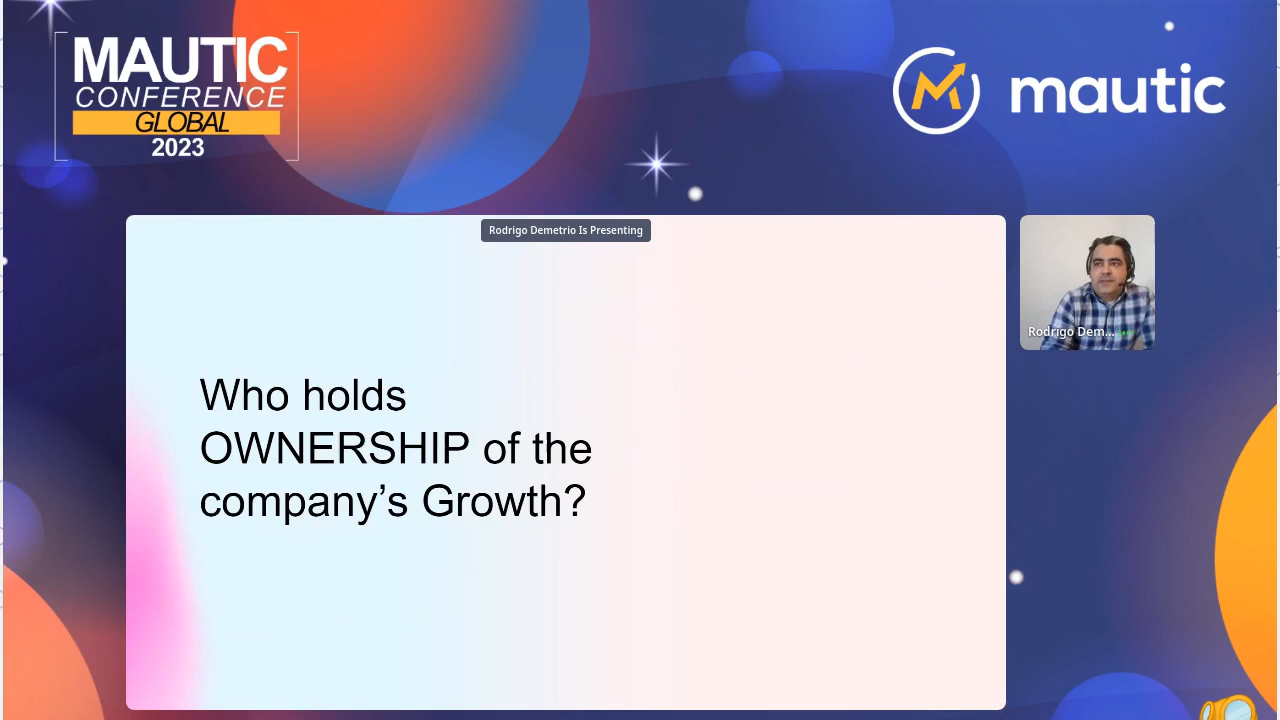 MAUTIC
CONFERENCE
GLOBAL
2023
mautic
Rodrigo Demetrio Is Presenting
Rodrigo Dem...
Who holds
OWNERSHIP of the
company’s Growth?